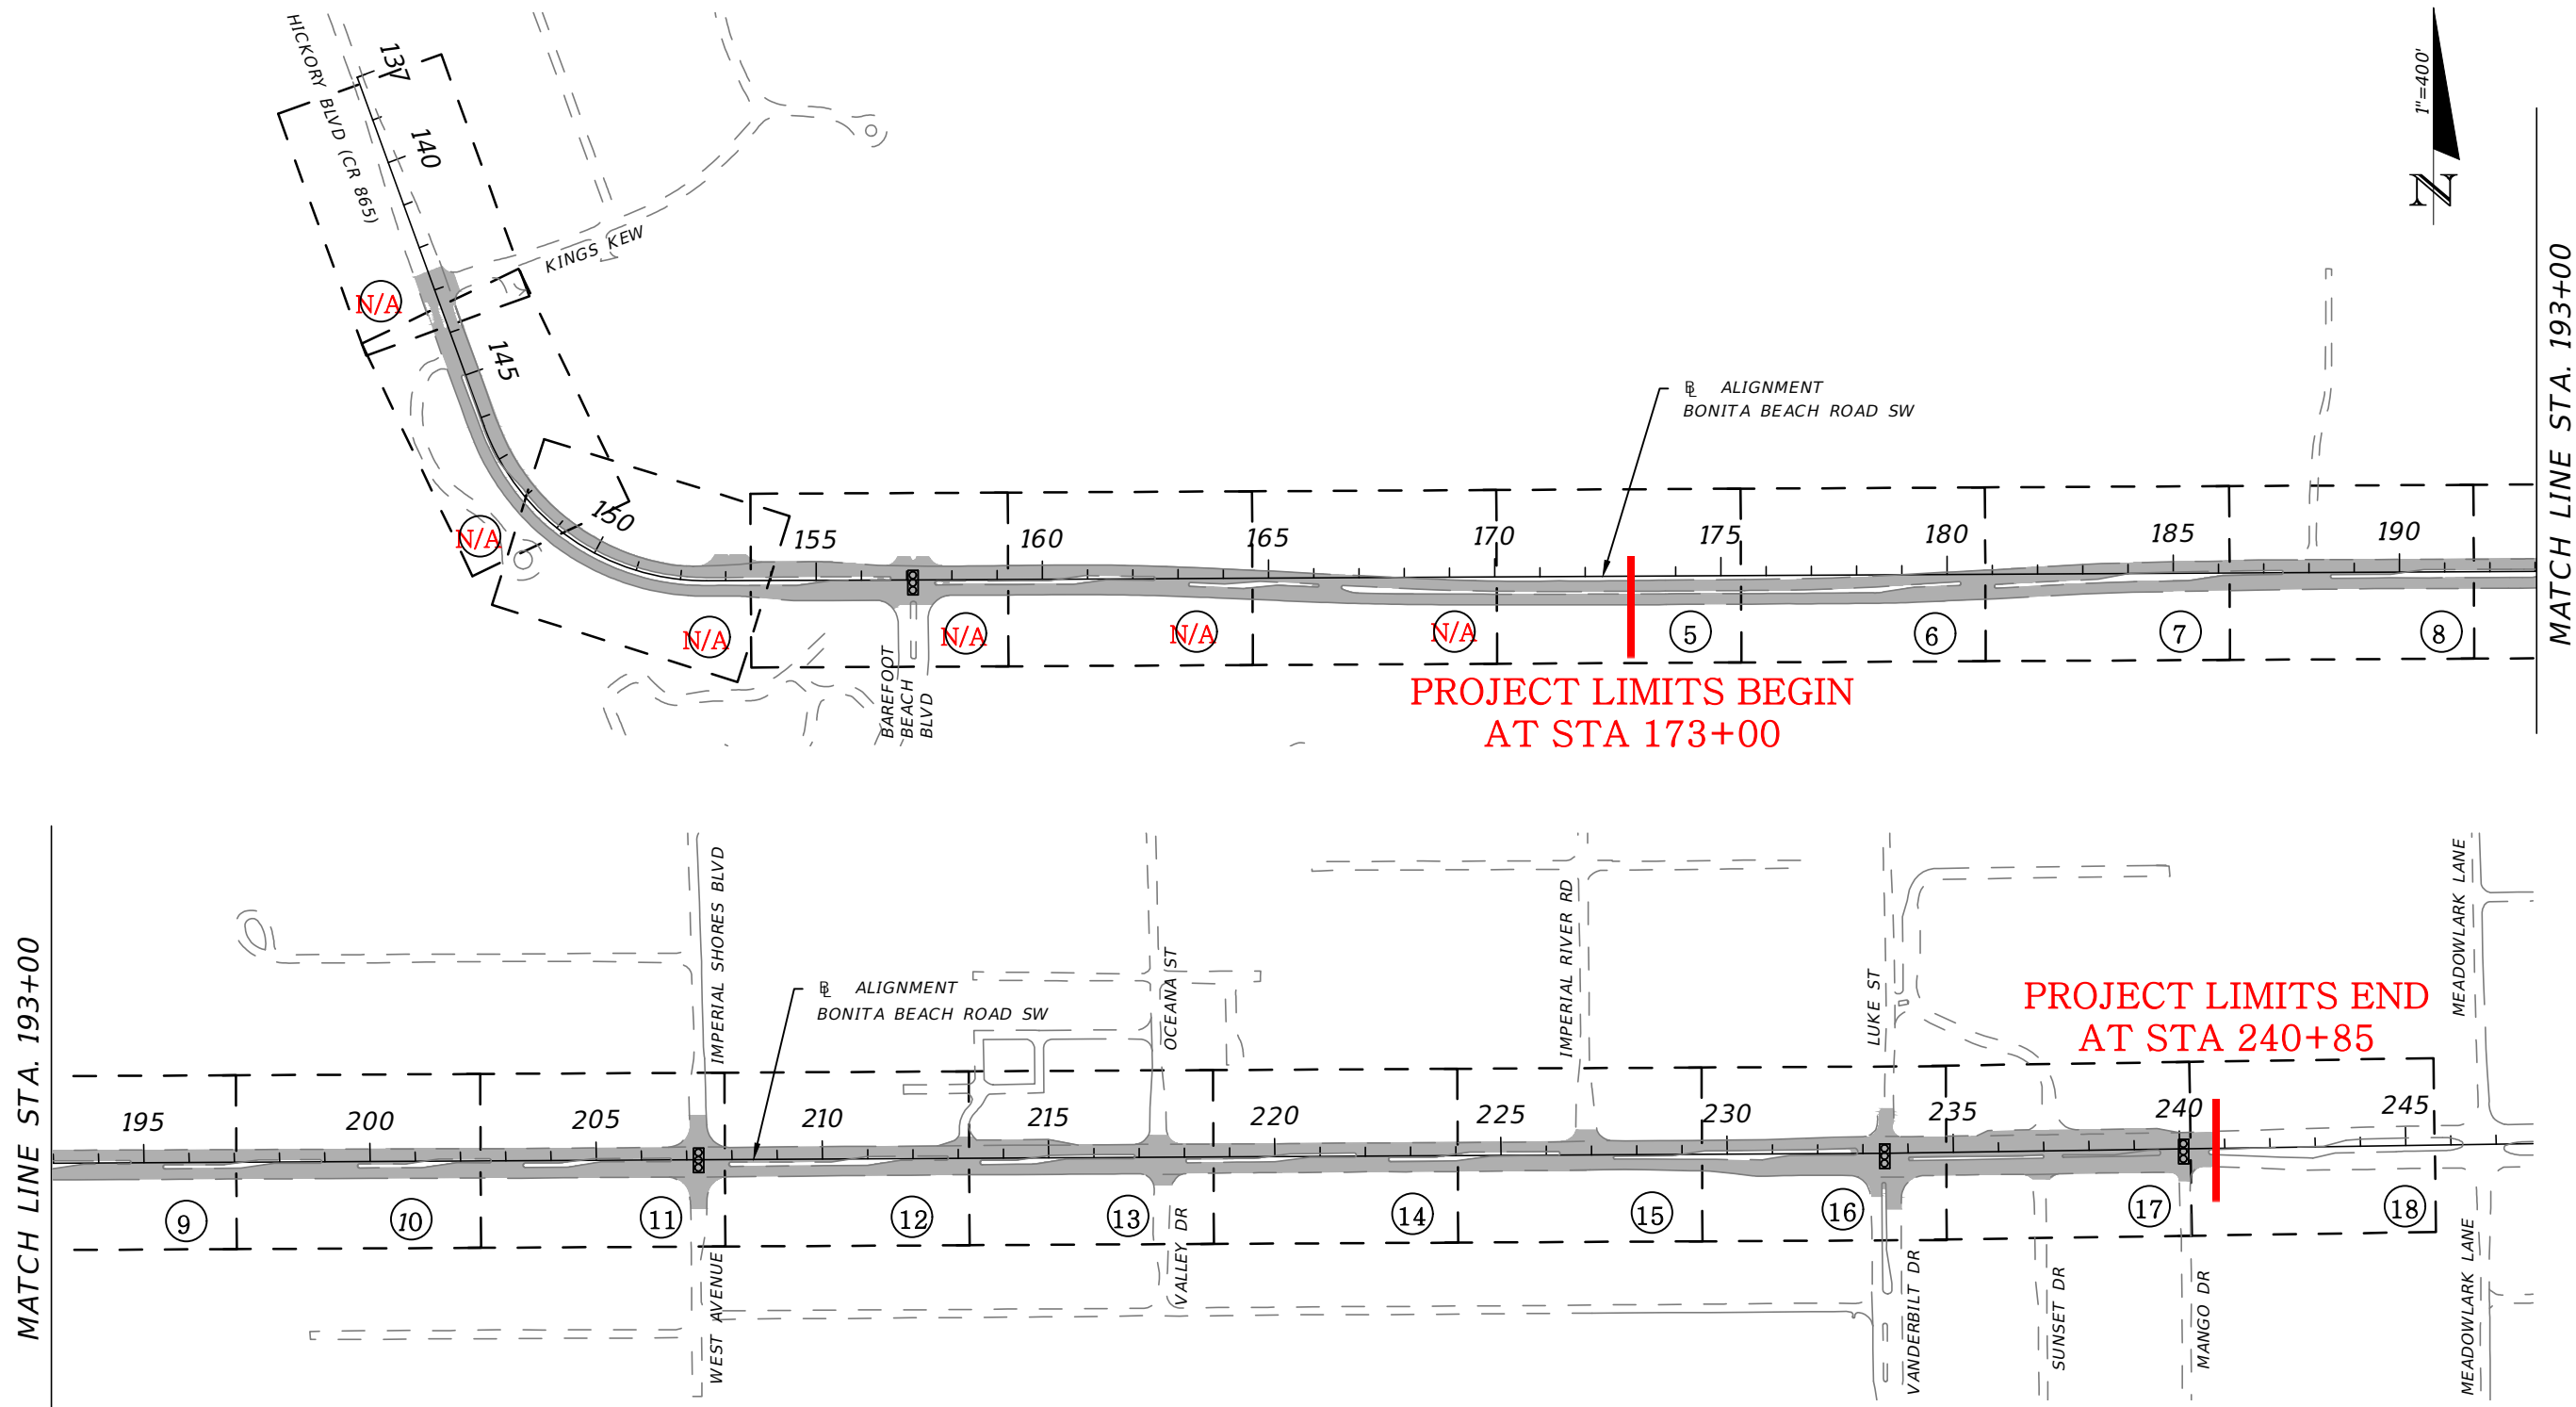 HICKORY BLVD (CR 865)
137
140
145
150
KINGS KEW
N/A
N/A
N/A
N/A
N/A
N/A
155
160
165
170
175
180
185
190
℄ ALIGNMENT
BONITA BEACH ROAD SW
5
6
7
8
BAREFOOT
BEACH
BLVD
PROJECT LIMITS BEGIN
AT STA 173+00
1"=400'
N
MATCH LINE STA. 193+00
MATCH LINE STA. 193+00
195
200
205
210
215
220
225
230
235
240
245
IMPERIAL SHORES BLVD
℄ ALIGNMENT
BONITA BEACH ROAD SW
OCEANA ST
IMPERIAL RIVER RD
LUKE ST
PROJECT LIMITS END
AT STA 240+85
MEADOWLARK LANE
9
10
11
12
13
14
15
16
17
18
WEST AVENUE
VALLEY DR
VANDERBILT DR
SUNSET DR
MANGO DR
MEADOWLARK LANE